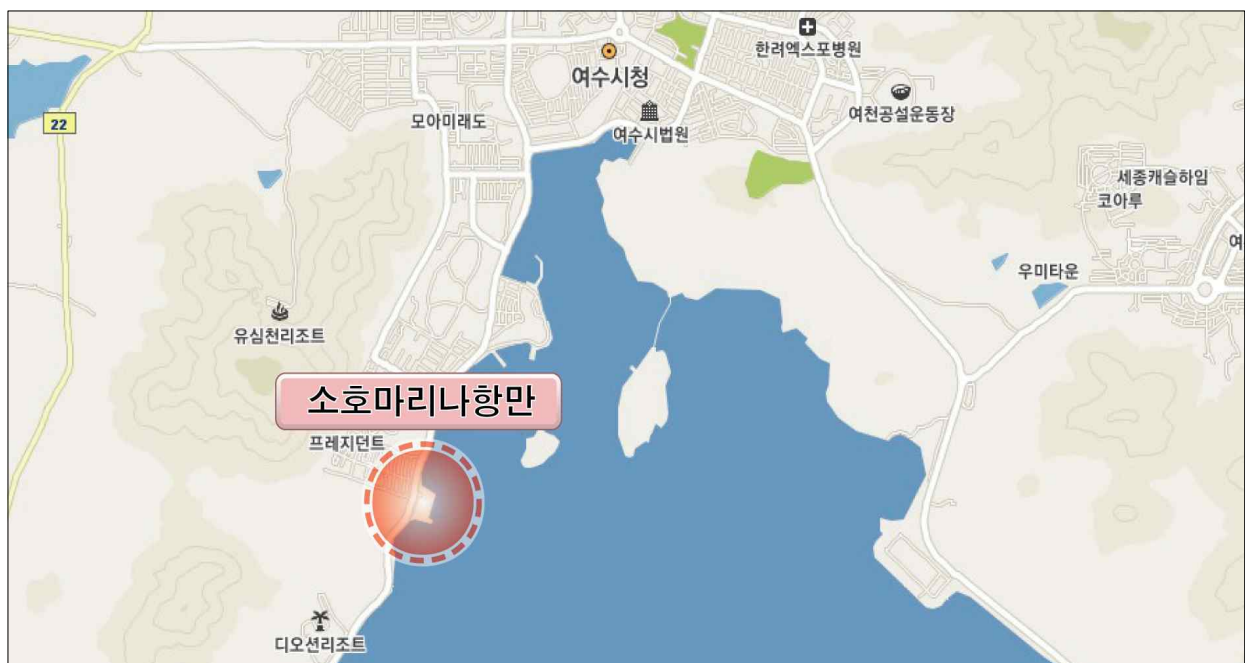 한려엑스포병원
여수시청
22
모아미래도
여수시법원
여천공설운동장
세종캐슬하임
코아루
여
우미타운
유심천리조트
소호마리나항만
프레지던트
디오션리조트